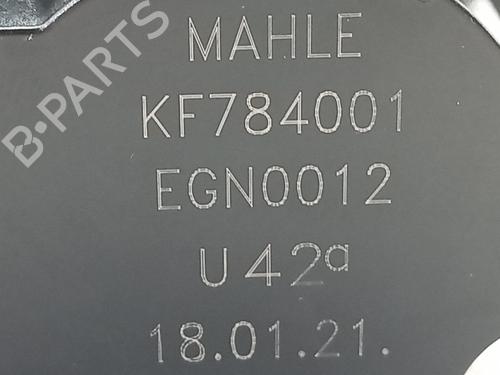 MAHLE
KF784001
EGN0012
U 42a
18.01.21.
B-PARTS